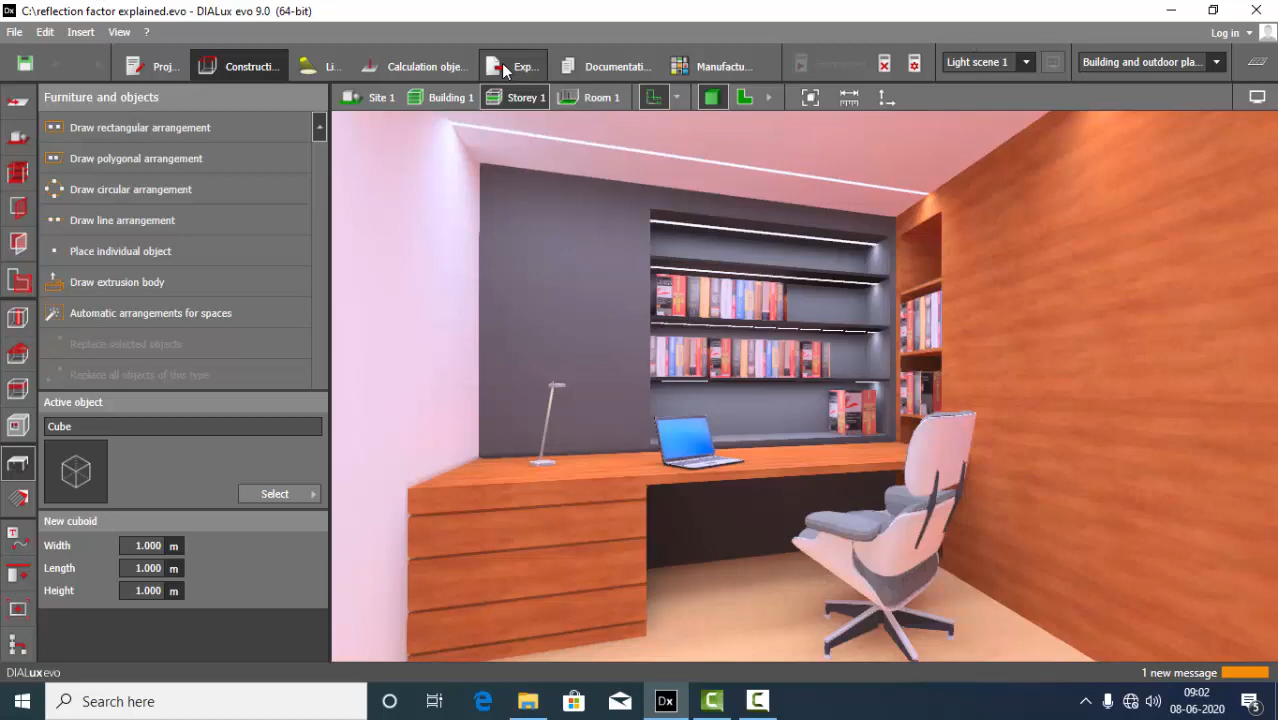 Dx C:\reflection factor explained.evo - DIALux evo 9.0 (64-bit)
File Edit Insert View ?
Log in
Proj... Constructi... Li... Calculation obje... Exp... Documentati... Manufactu...
Light scene 1
Building and outdoor pla...
Furniture and objects
Site 1 Building 1 Storey 1 Room 1
Draw rectangular arrangement
Draw polygonal arrangement
Draw circular arrangement
Draw line arrangement
Place individual object
Draw extrusion body
Automatic arrangements for spaces
Replace selected objects
Replace all objects of this type
Active object
Cube
Select
New cuboid
Width 1.000 m
Length 1.000 m
Height 1.000 m
DIALux evo
1 new message
Search here
Dx
09:02
08-06-2020
5